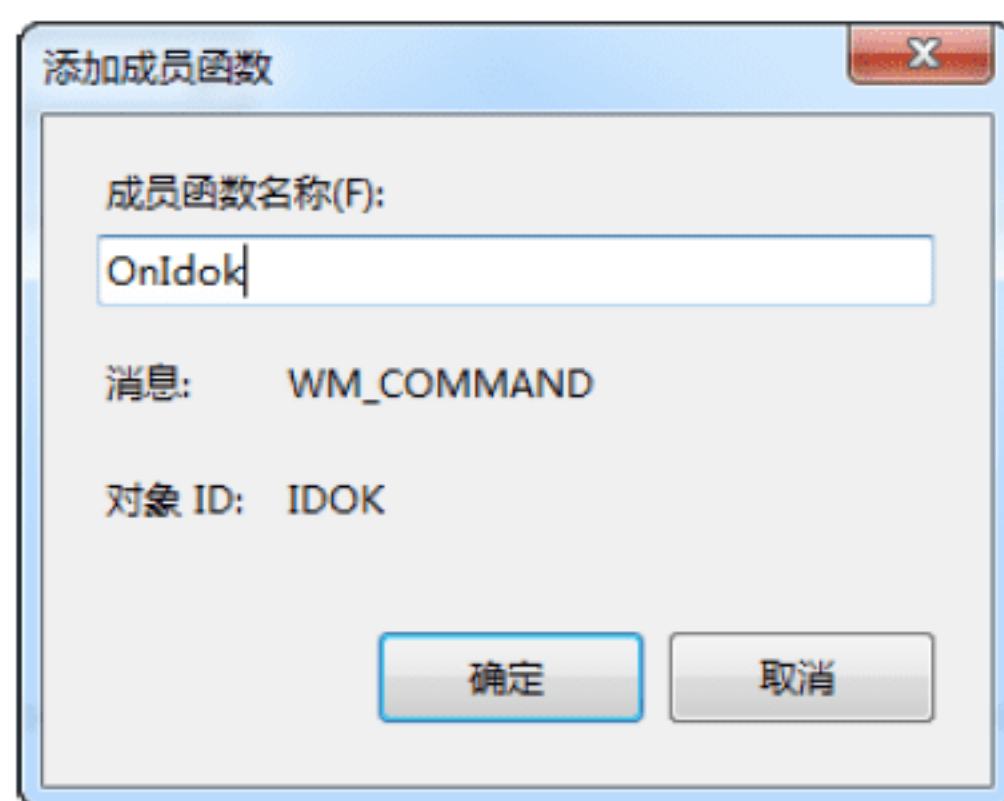 添加成员函数
成员函数名称(F):
OnIdok
消息: WM_COMMAND
对象 ID: IDOK
确定 取消